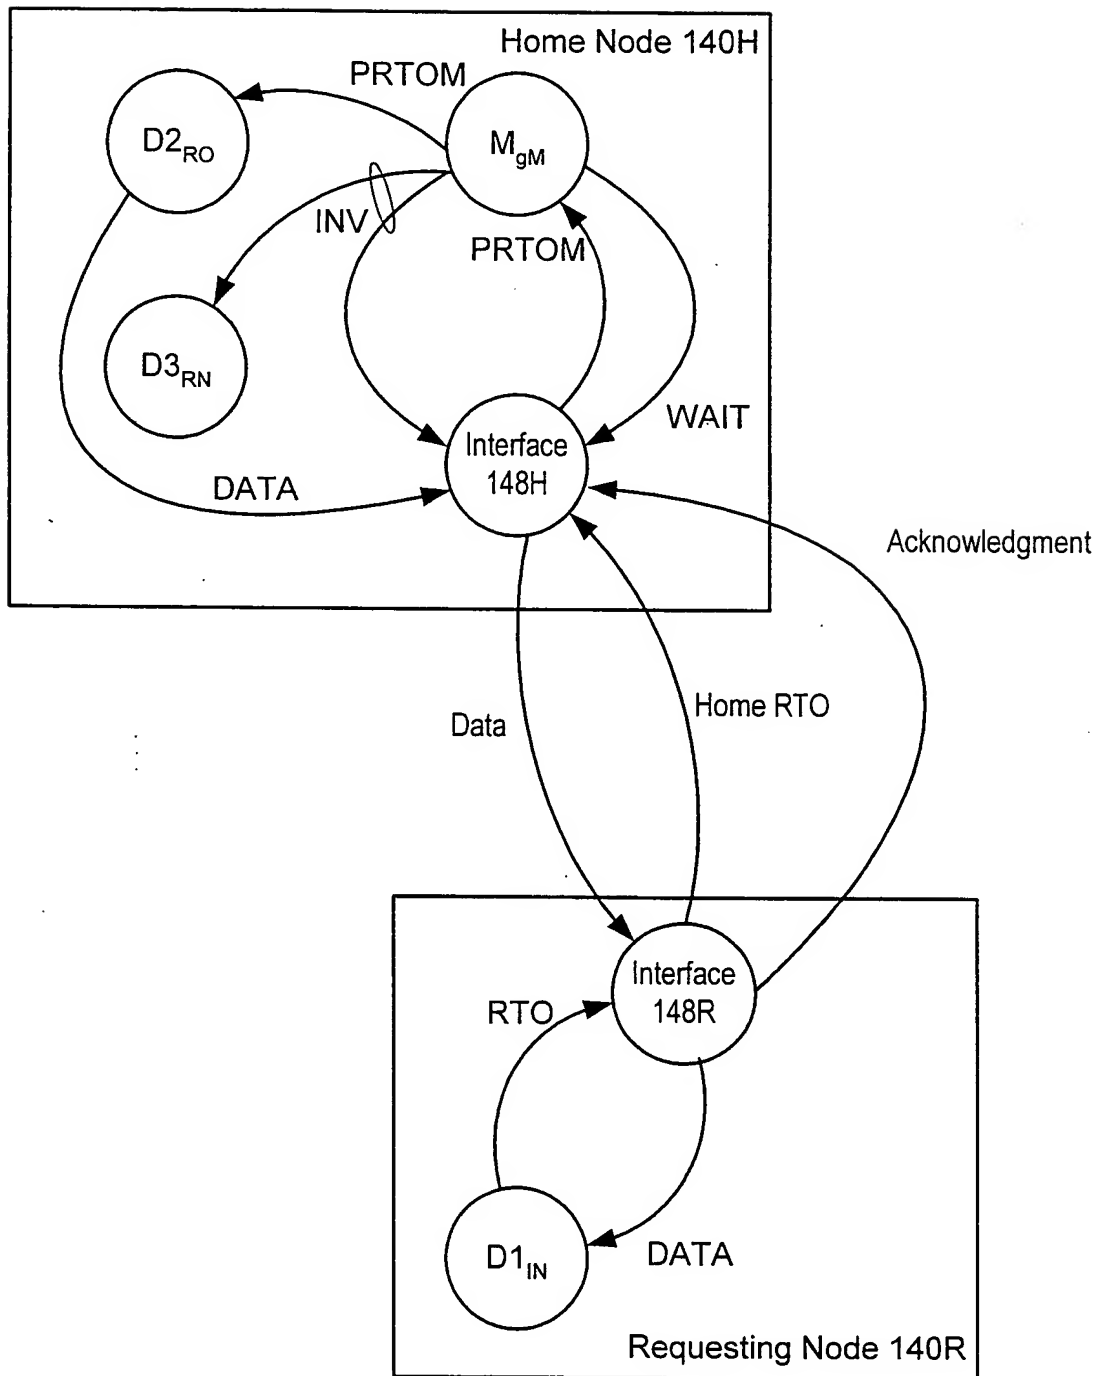 Home Node 140H
PRTOM
D2RO
MgM
INV
PRTOM
D3RN
WAIT
Interface
148H
DATA
Acknowledgment
Data
Home RTO
Interface
148R
RTO
D1IN
DATA
Requesting Node 140R